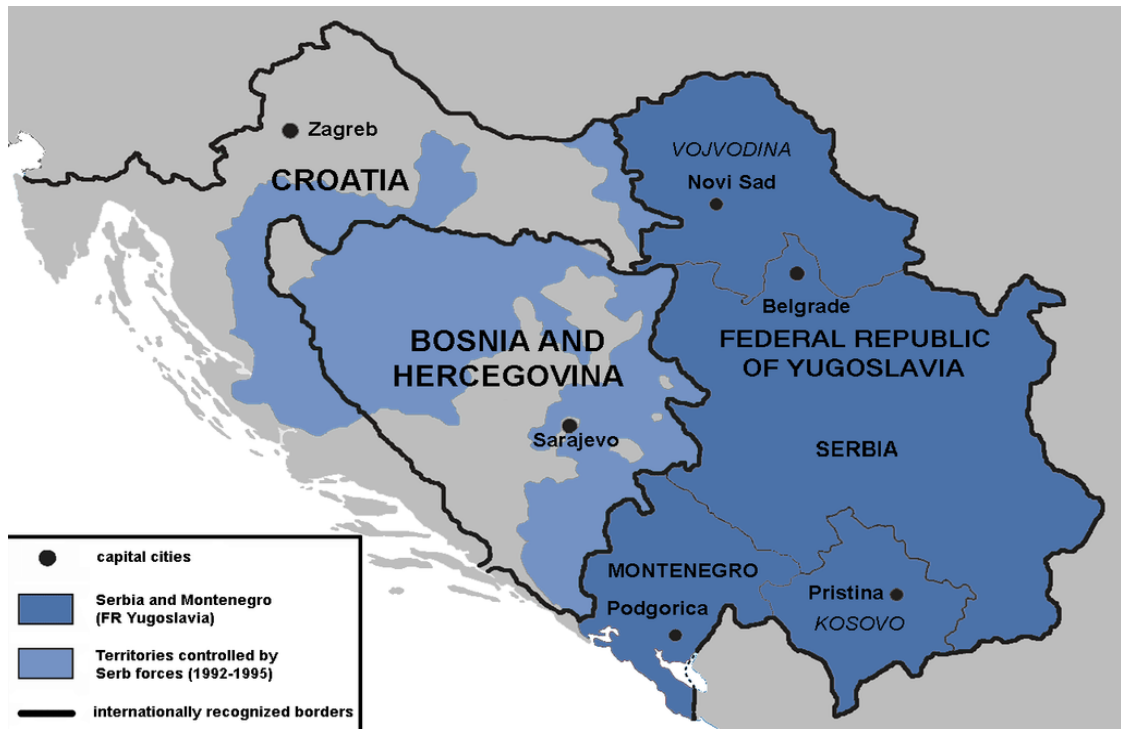 Zagreb
CROATIA
VOJVODINA
Novi Sad
Belgrade
BOSNIA AND
HERCEGOVINA
FEDERAL REPUBLIC
OF YUGOSLAVIA
Sarajevo
SERBIA
MONTENEGRO
Podgorica
Pristina
KOSOVO
capital cities
Serbia and Montenegro
(FR Yugoslavia)
Territories controlled by
Serb forces (1992-1995)
internationally recognized borders